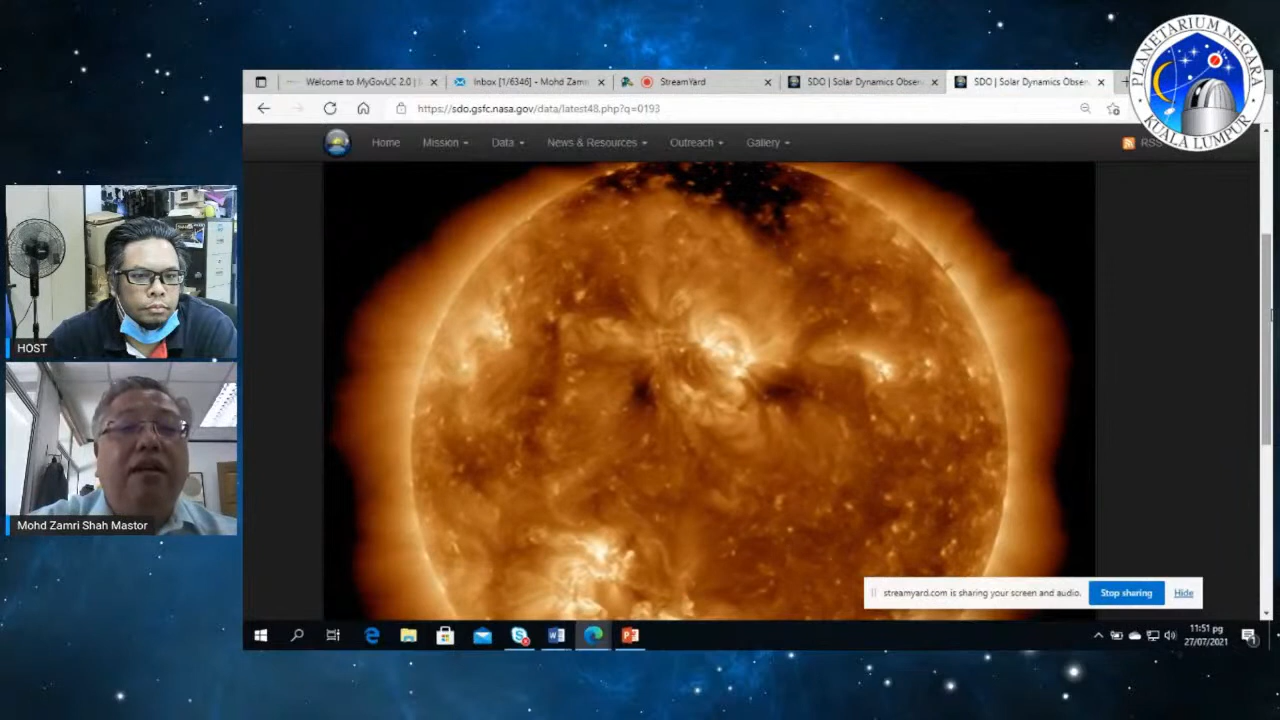 PLANETARIUM NEGARA
KUALA LUMPUR
Welcome to MyGovUC 2.0 |
Inbox [1/6346] - Mohd Zam
StreamYard
SDO | Solar Dynamics Obser
SDO | Solar Dynamics Obser
https://sdo.gsfc.nasa.gov/data/latest48.php?q=0193
Home
Mission
Data
News & Resources
Outreach
Gallery
RSS
HOST
Mohd Zamri Shah Mastor
streamyard.com is sharing your screen and audio.
Stop sharing
Hide
11:51 pg
27/07/2021